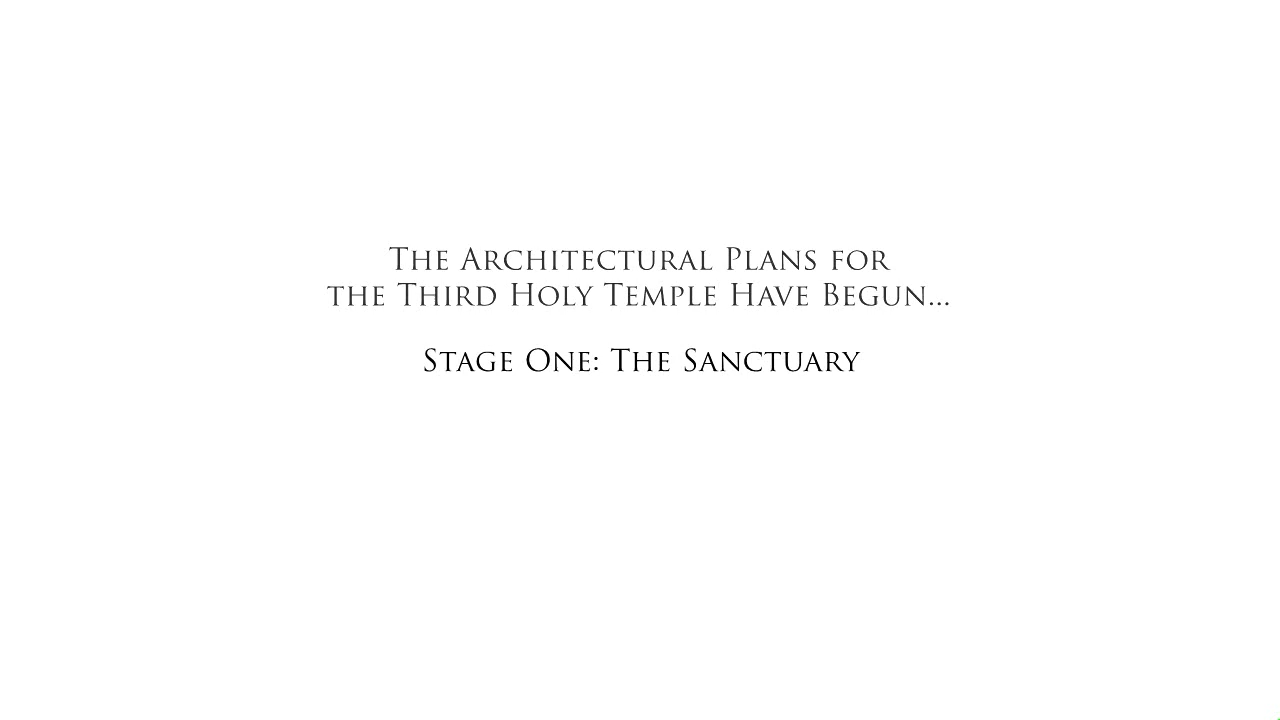 The Architectural Plans for
the Third Holy Temple Have Begun...
Stage One: The Sanctuary